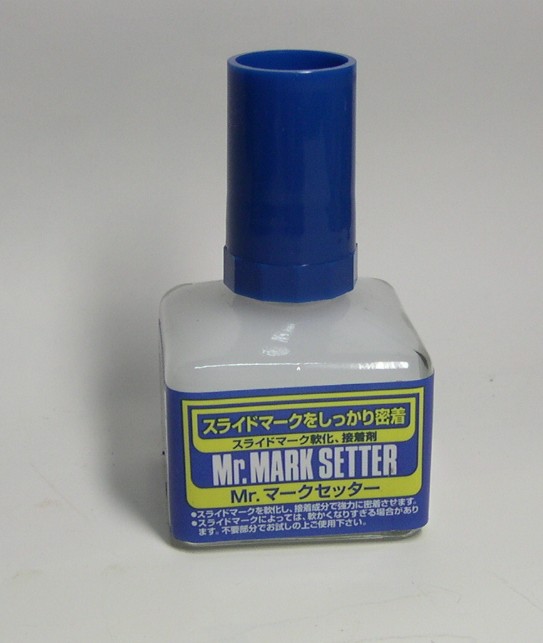 スライドマークをしっかり密着
スライドマーク軟化、接着剤
Mr. MARK SETTER
Mr. マークセッター
●スライドマークを軟化し、接着成分で強力に密着させます。
●スライドマークによっては、軟かくなりすぎる場合があり
ます。不要部分でお試しの上ご使用下さい。